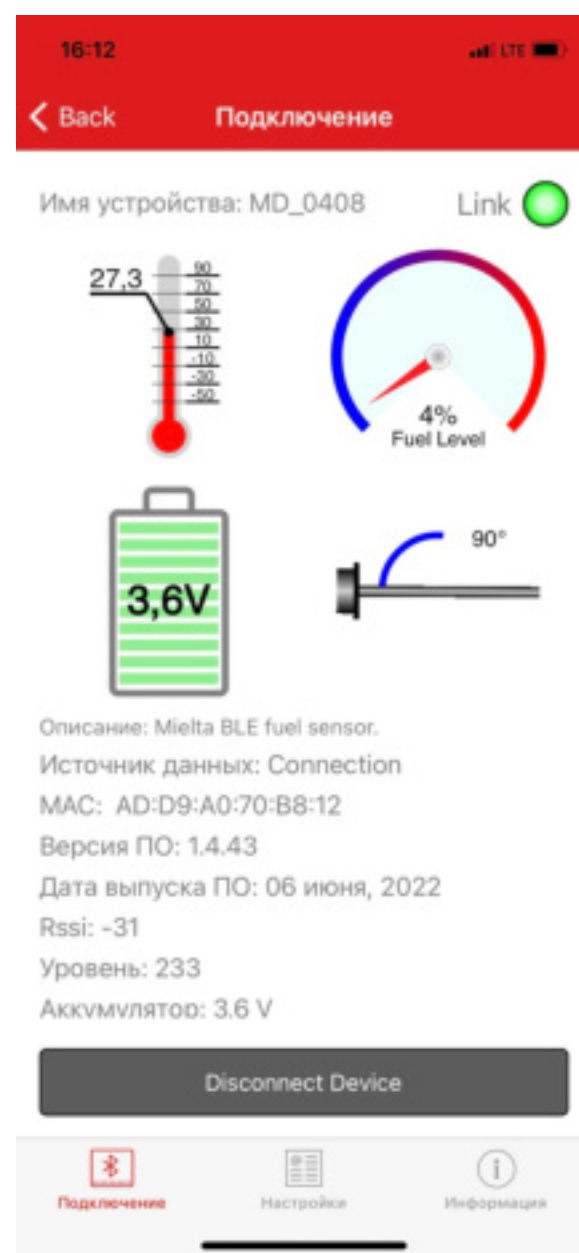 16:12
LTE
Back
Подключение
Имя устройства: MD_0408
Link
27,3
90
70
50
30
10
-10
-30
-50
4%
Fuel Level
3,6V
90°
Описание: Mielta BLE fuel sensor.
Источник данных: Connection
MAC: AD:D9:A0:70:B8:12
Версия ПО: 1.4.43
Дата выпуска ПО: 06 июня, 2022
Rssi: -31
Уровень: 233
Аккумулятор: 3.6 V
Disconnect Device
Подключение
Настройки
Информация